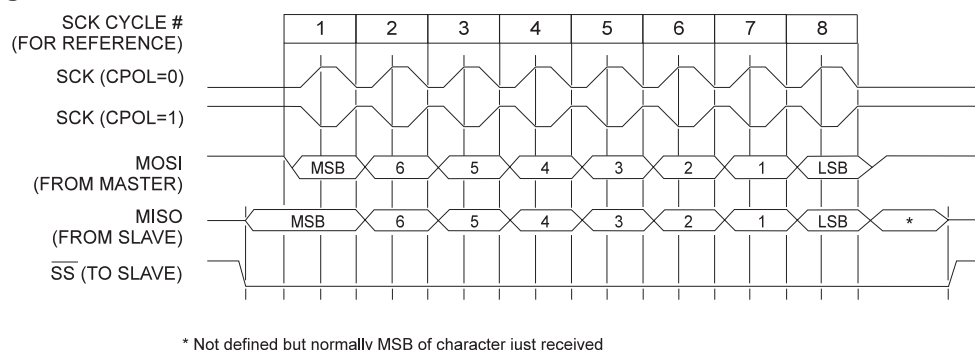 SCK CYCLE #
(FOR REFERENCE)
1 2 3 4 5 6 7 8
SCK (CPOL=0)
SCK (CPOL=1)
MOSI
(FROM MASTER)
MSB 6 5 4 3 2 1 LSB
MISO
(FROM SLAVE)
MSB 6 5 4 3 2 1 LSB *
SS (TO SLAVE)
* Not defined but normally MSB of character just received